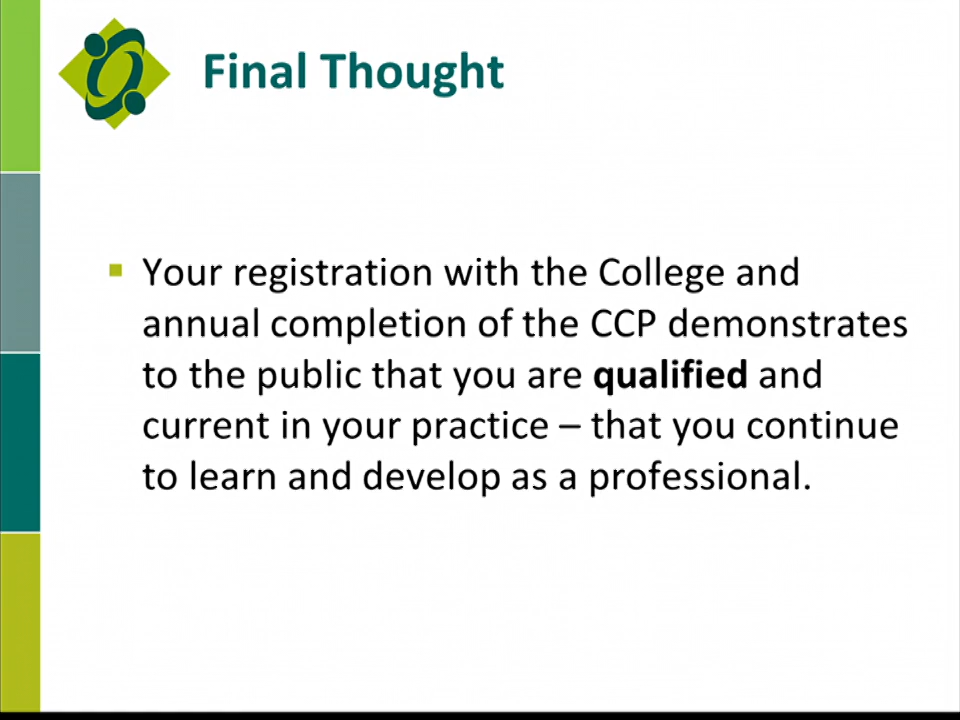 Final Thought
Your registration with the College and
annual completion of the CCP demonstrates
to the public that you are qualified and
current in your practice – that you continue
to learn and develop as a professional.